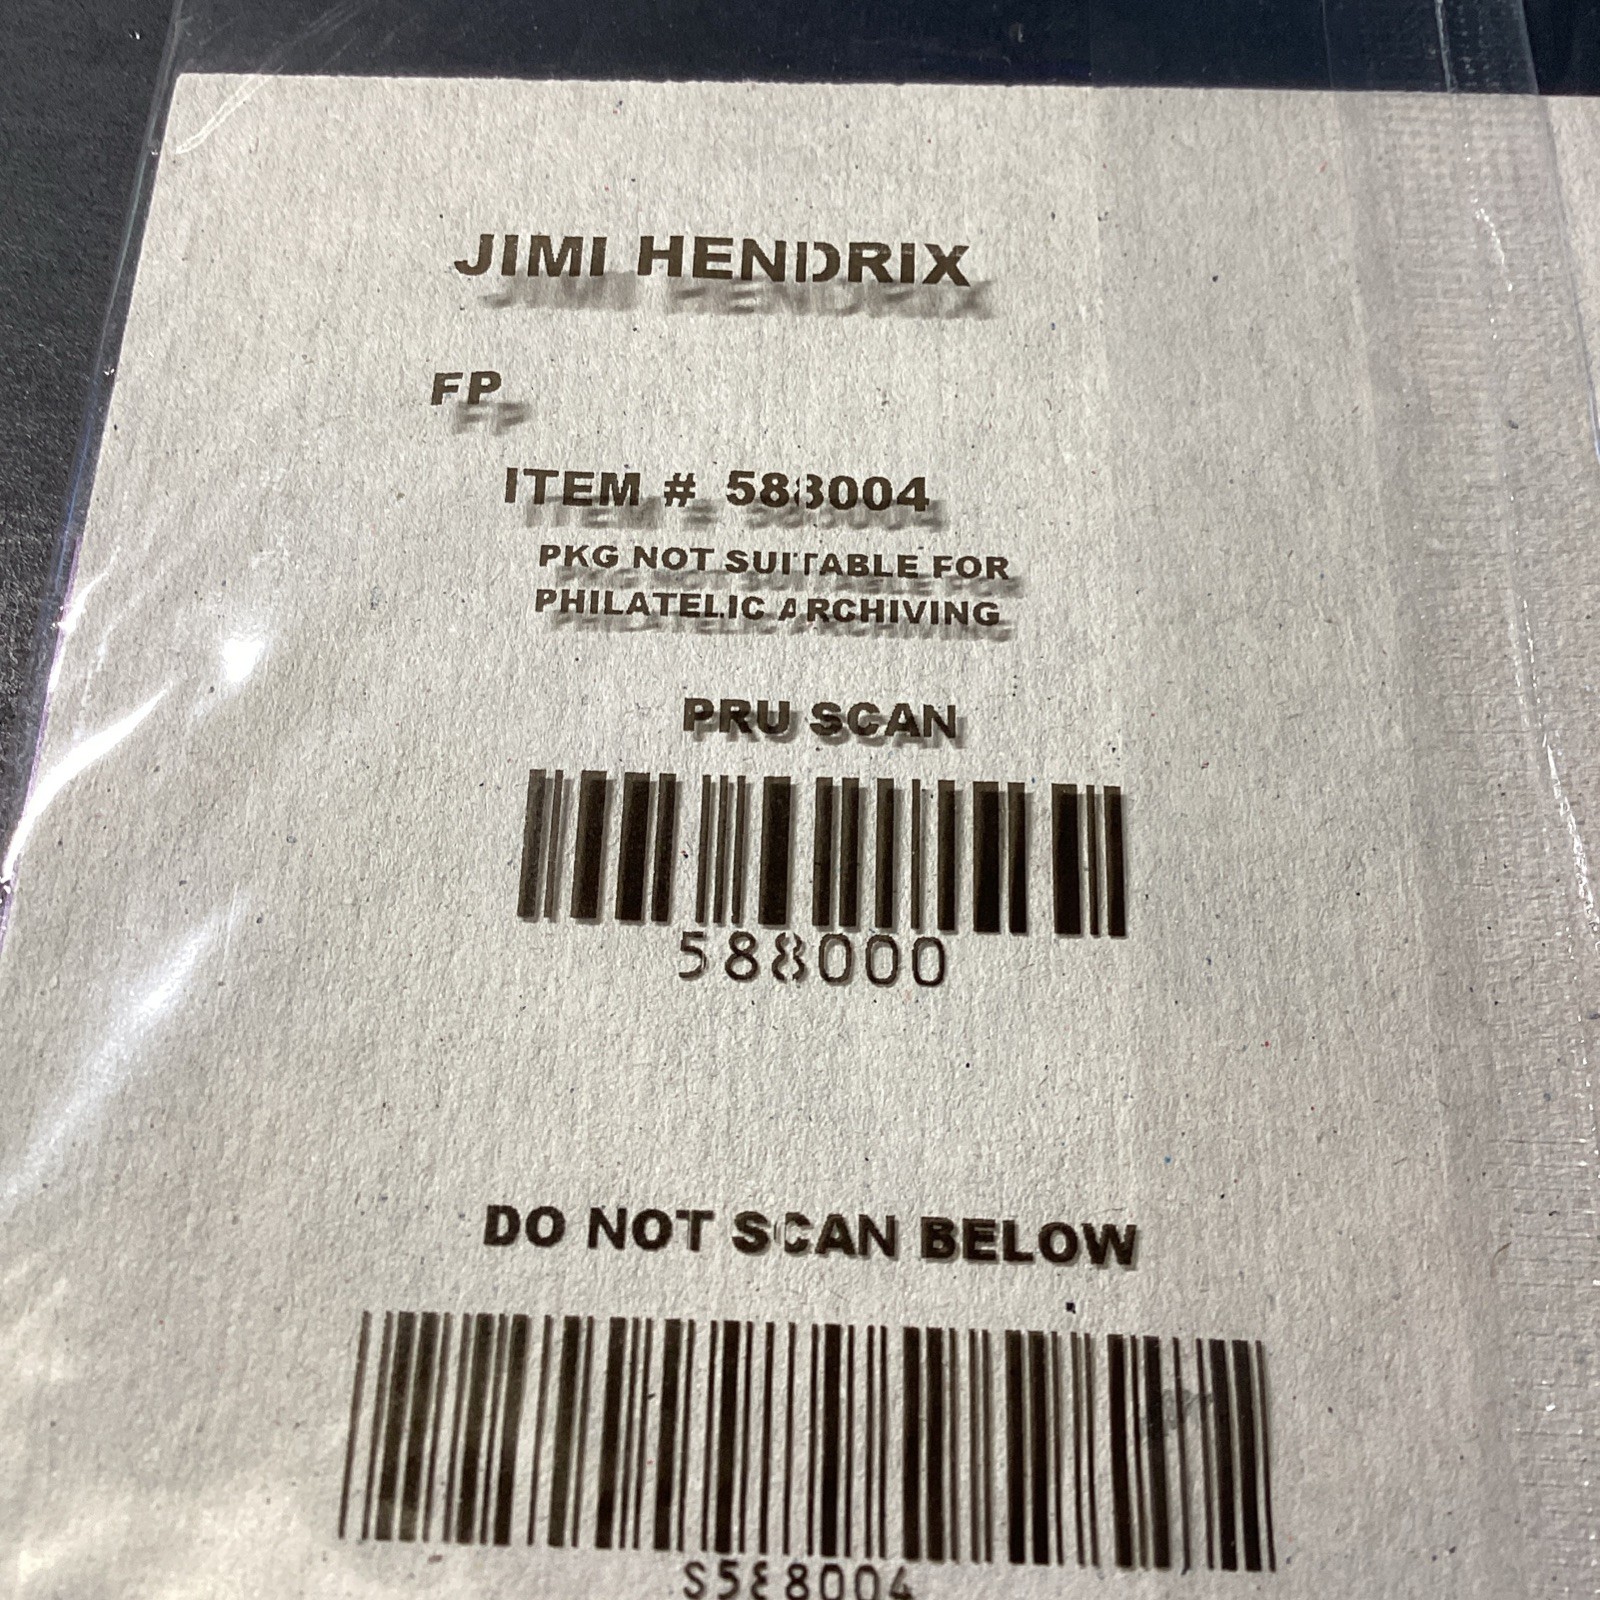 JIMI HENDRIX
FP
ITEM # 588004
PKG NOT SUITABLE FOR
PHILATELIC ARCHIVING
PRU SCAN
588000
DO NOT SCAN BELOW
S588004